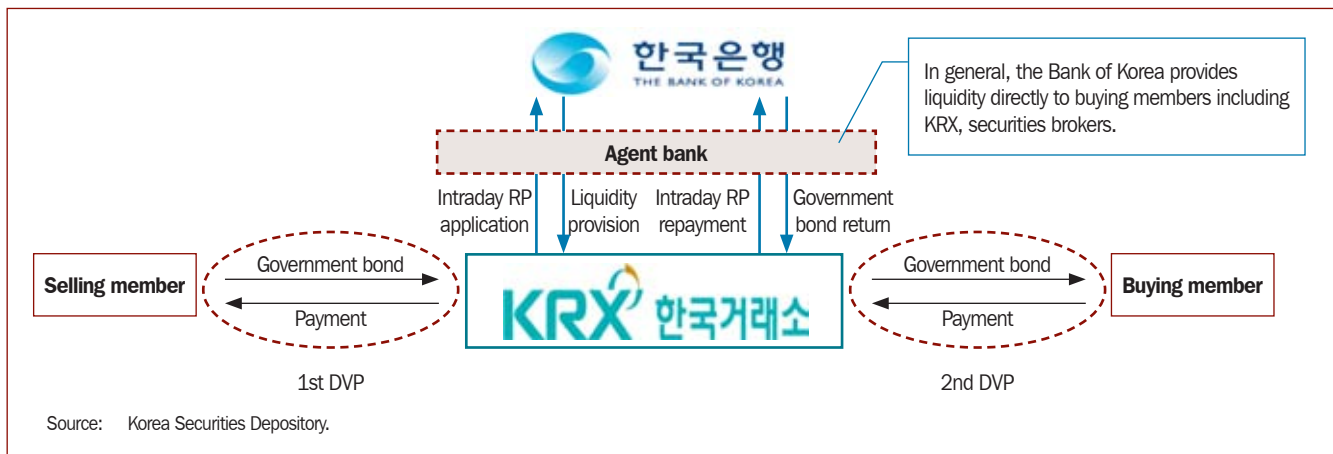 한국은행
THE BANK OF KOREA
In general, the Bank of Korea provides
liquidity directly to buying members including
KRX, securities brokers.
Agent bank
Intraday RP
application
Liquidity
provision
Intraday RP
repayment
Government
bond return
Selling member
Government bond
Payment
1st DVP
KRX 한국거래소
Government bond
Payment
2nd DVP
Buying member
Source: Korea Securities Depository.